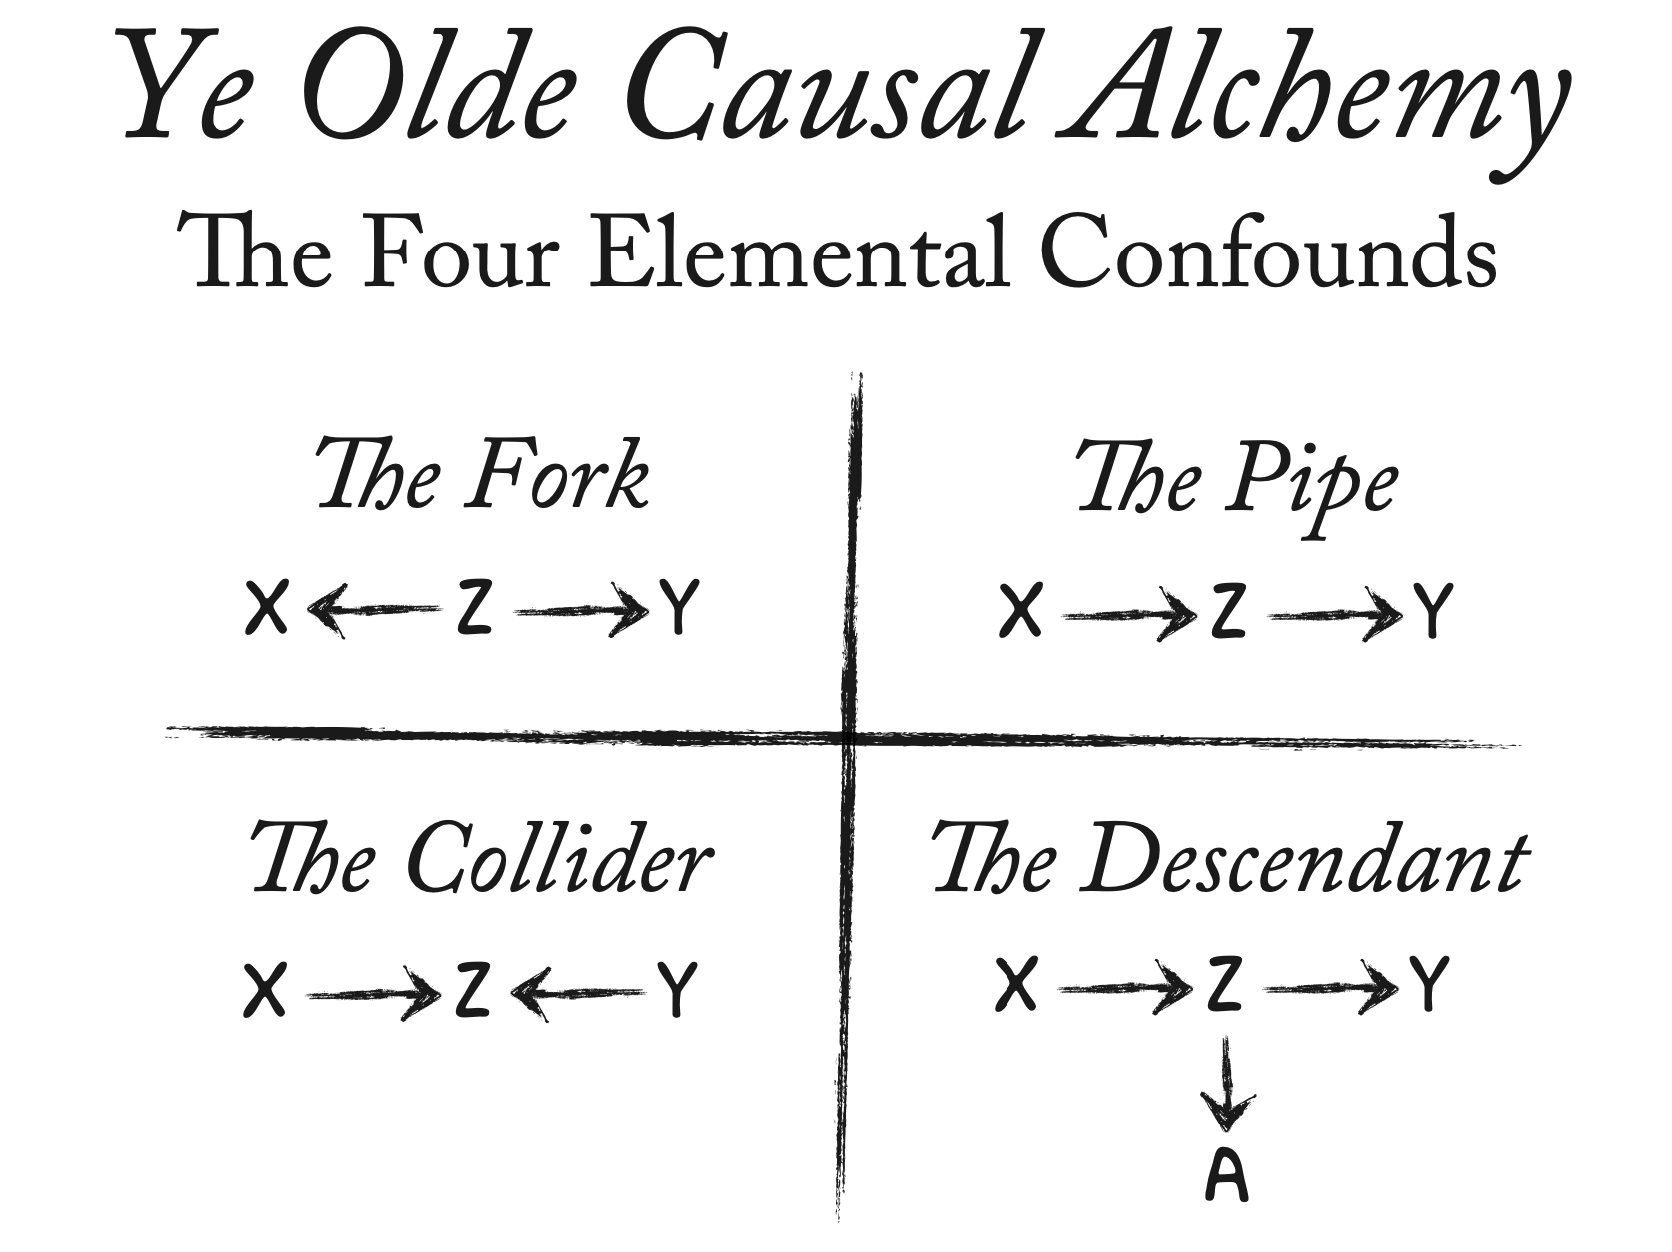 Ye Olde Causal Alchemy
The Four Elemental Confounds
The Fork
X ← Z → Y
The Pipe
X → Z → Y
The Collider
X → Z ← Y
The Descendant
X → Z → Y
↓
A